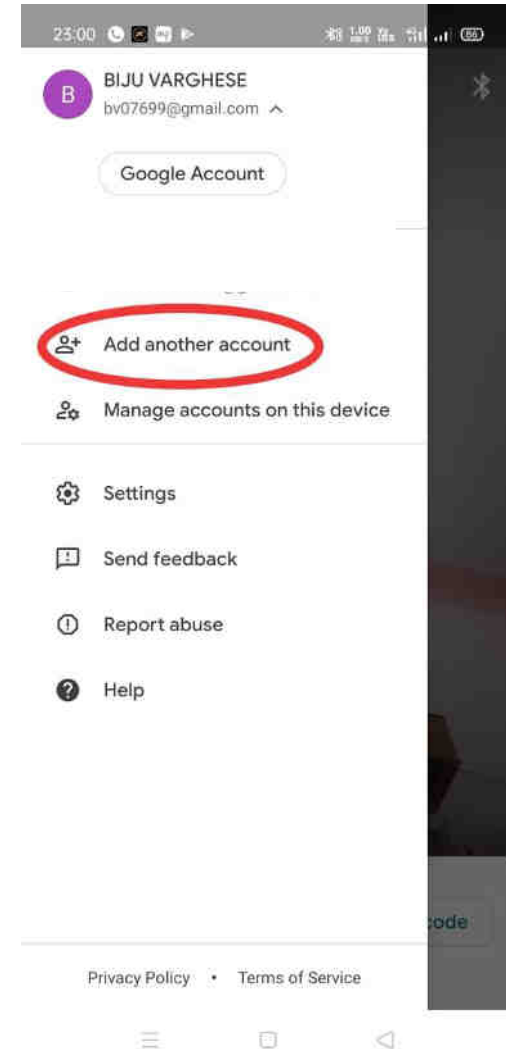 23:00
BIJU VARGHESE
bv07699@gmail.com
Google Account
Add another account
Manage accounts on this device
Settings
Send feedback
Report abuse
Help
code
Privacy Policy • Terms of Service